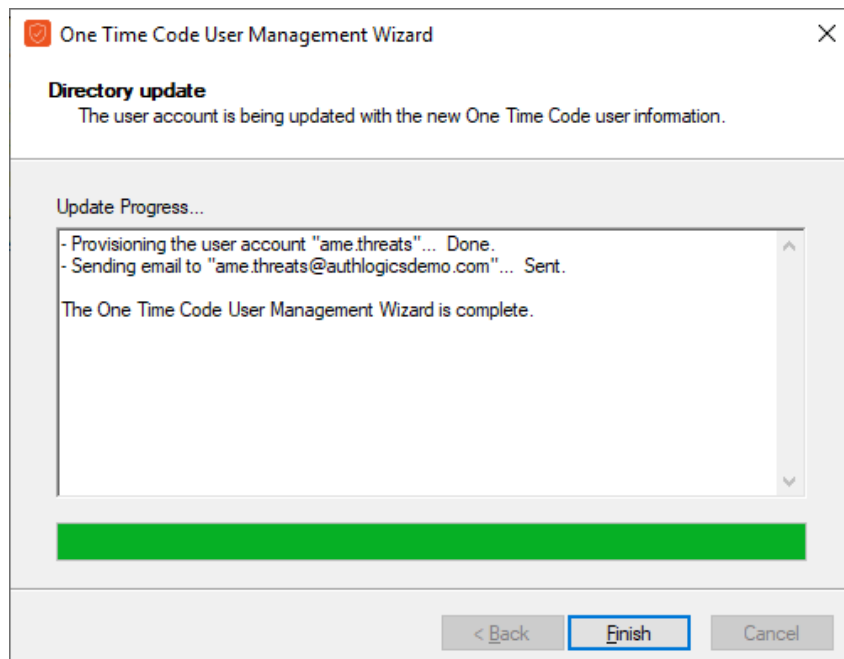 One Time Code User Management Wizard
Directory update
The user account is being updated with the new One Time Code user information.
Update Progress...
- Provisioning the user account "ame.threats"... Done.
- Sending email to "ame.threats@authlogicsdemo.com"... Sent.
The One Time Code User Management Wizard is complete.
< Back
Finish
Cancel